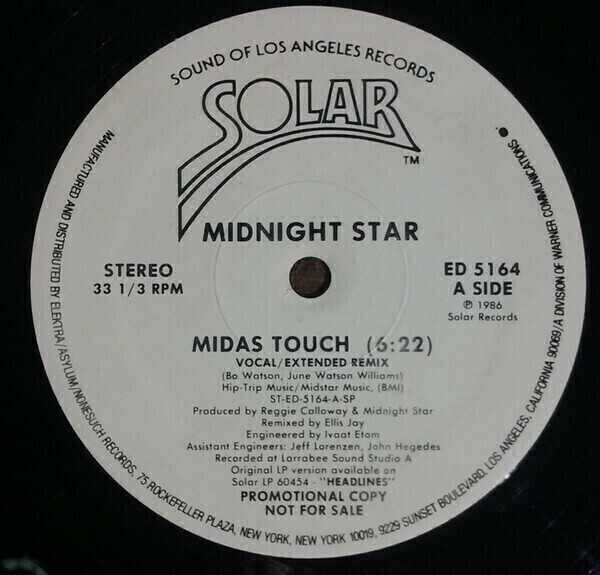 SOUND OF LOS ANGELES RECORDS
SOLAR
TM
MIDNIGHT STAR
STEREO
33 1/3 RPM
ED 5164
A SIDE
℗ 1986
Solar Records
MIDAS TOUCH (6:22)
VOCAL/EXTENDED REMIX
(Bo Watson, June Watson Williams)
Hip-Trip Music/Midstar Music, (BMI)
ST-ED-5164-A-SP
Produced by Reggie Calloway & Midnight Star
Remixed by Ellis Jay
Engineered by Ivaat Etam
Assistant Engineers: Jeff Lorenzen, John Hegedes
Recorded at Larrabee Sound Studio A
Original LP version available on
Solar LP 60454 - "HEADLINES"
PROMOTIONAL COPY
NOT FOR SALE
MANUFACTURED AND DISTRIBUTED BY ELEKTRA/ASYLUM/NONESUCH RECORDS, 75 ROCKEFELLER PLAZA, NEW YORK, NEW YORK 10019, 9229 SUNSET BOULEVARD, LOS ANGELES, CALIFORNIA 90069/A DIVISION OF WARNER COMMUNICATIONS